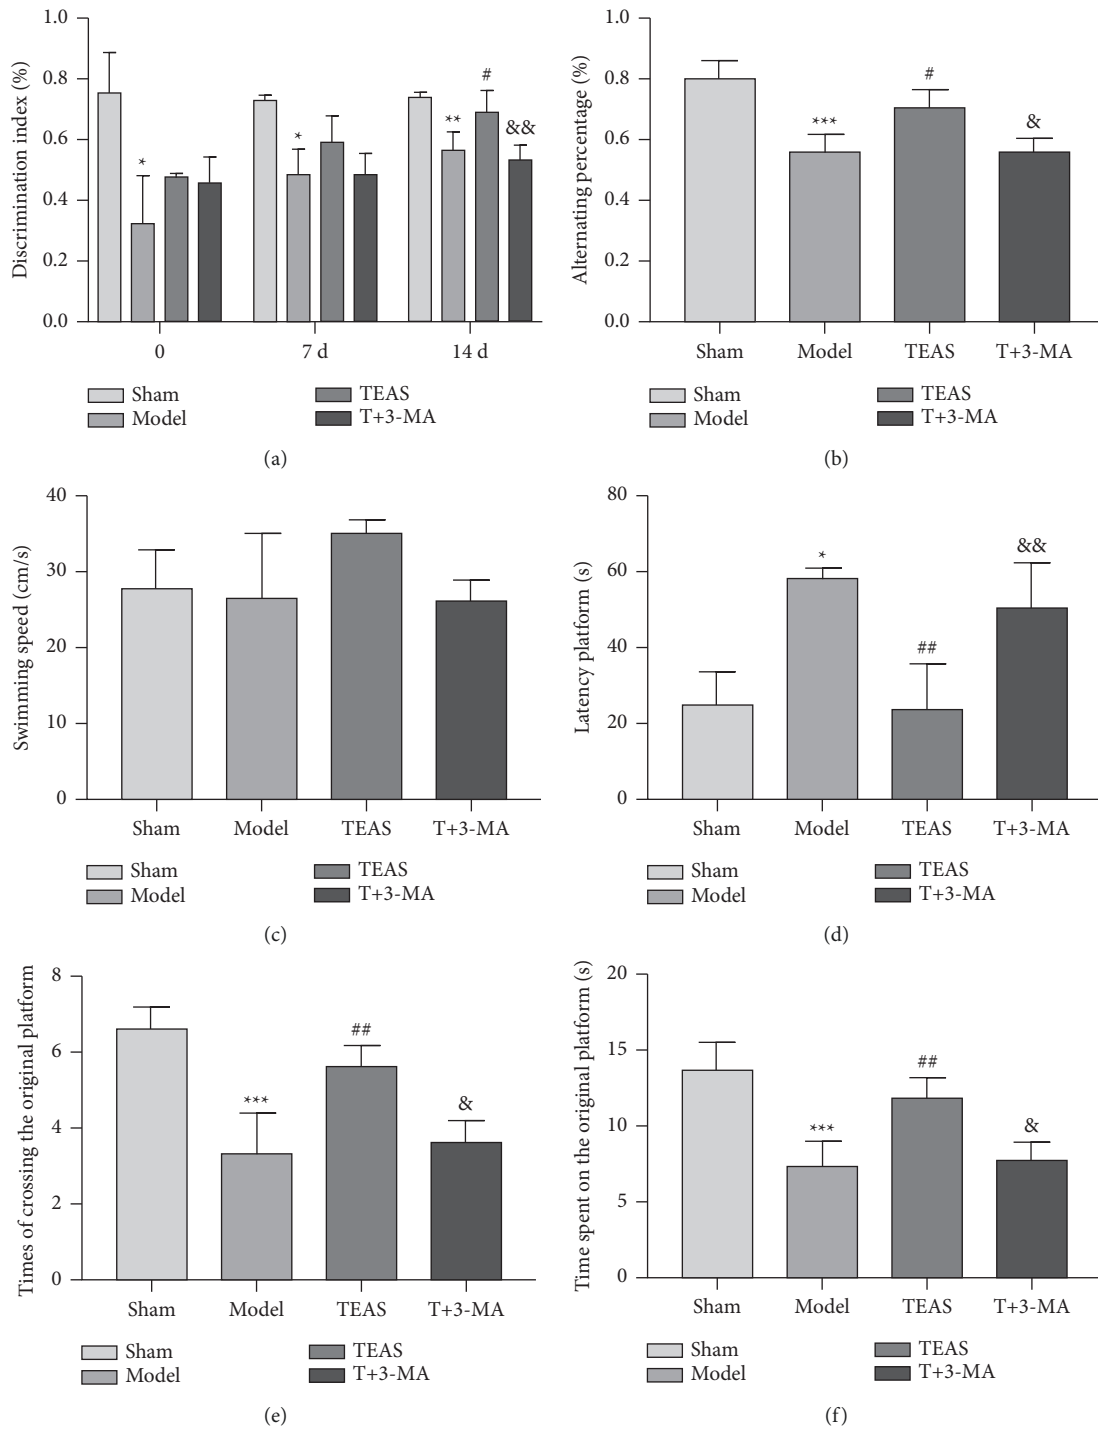 Discrimination index (%)
1.0
0.8
0.6
0.4
0.2
0.0
*
*
**
#
&&
0
7 d
14 d
Sham
Model
TEAS
T+3-MA
(a)
Alternating percentage (%)
1.0
0.8
0.6
0.4
0.2
0.0
***
#
&
Sham
Model
TEAS
T+3-MA
Sham
Model
TEAS
T+3-MA
(b)
Swimming speed (cm/s)
40
30
20
10
0
Sham
Model
TEAS
T+3-MA
Sham
Model
TEAS
T+3-MA
(c)
Latency platform (s)
80
60
40
20
0
*
##
&&
Sham
Model
TEAS
T+3-MA
Sham
Model
TEAS
T+3-MA
(d)
Times of crossing the original platform
8
6
4
2
0
***
##
&
Sham
Model
TEAS
T+3-MA
Sham
Model
TEAS
T+3-MA
(e)
Time spent on the original platform (s)
20
15
10
5
0
***
##
&
Sham
Model
TEAS
T+3-MA
Sham
Model
TEAS
T+3-MA
(f)